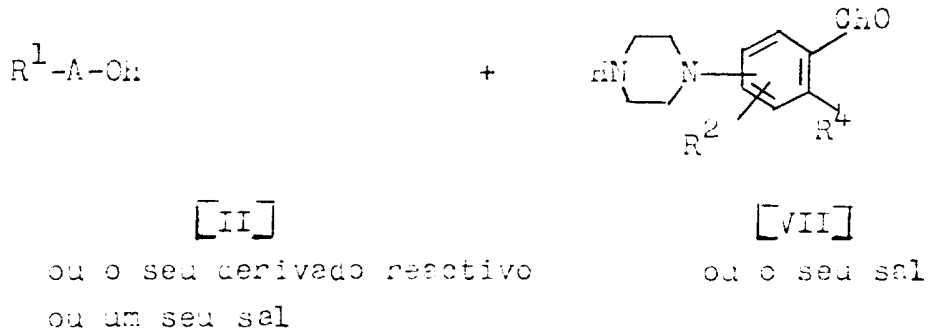 CHO
R¹-A-OH + HN N
R² R⁴
[II] [VII]
ou o seu derivado reactivo ou o seu sal
ou um seu sal